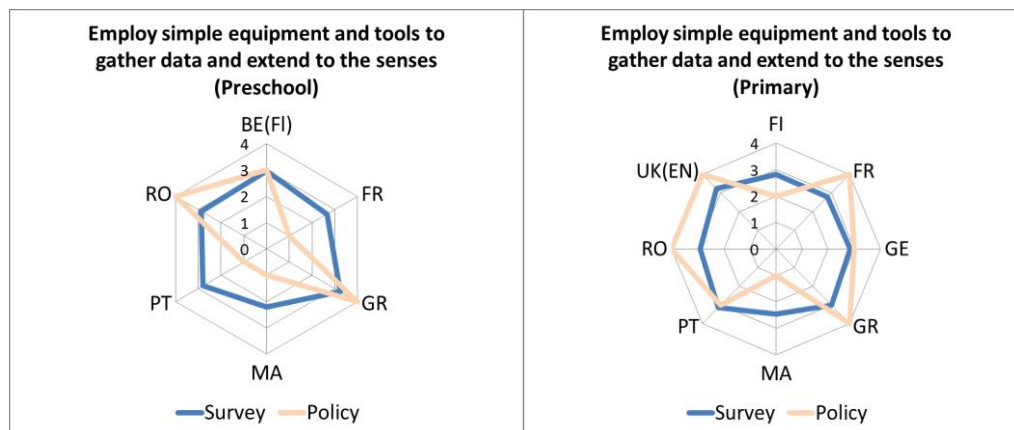 Employ simple equipment and tools to
gather data and extend to the senses
(Preschool)
BE(Fl)
4
3
2
1
0
RO
FR
PT
GR
MA
Survey
Policy
Employ simple equipment and tools to
gather data and extend to the senses
(Primary)
FI
4
3
2
1
0
UK(EN)
FR
RO
GE
PT
GR
MA
Survey
Policy